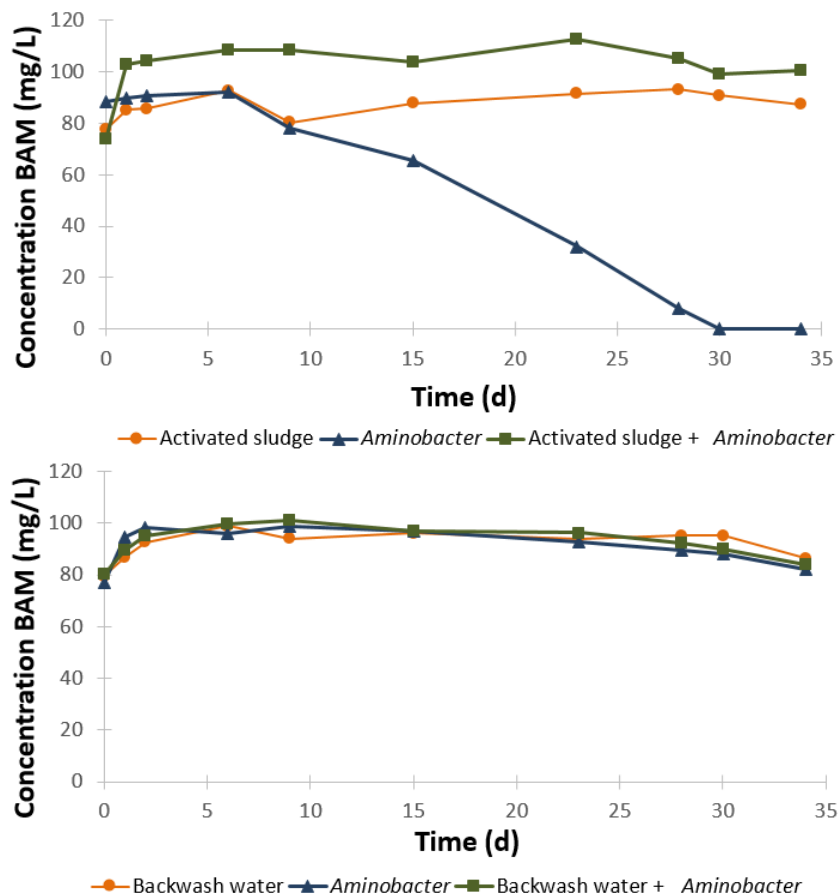 Concentration BAM (mg/L)
120
100
80
60
40
20
0
0 5 10 15 20 25 30 35
Time (d)
Activated sludge Aminobacter Activated sludge + Aminobacter
Concentration BAM (mg/L)
120
100
80
60
40
20
0
0 5 10 15 20 25 30 35
Time (d)
Backwash water Aminobacter Backwash water + Aminobacter